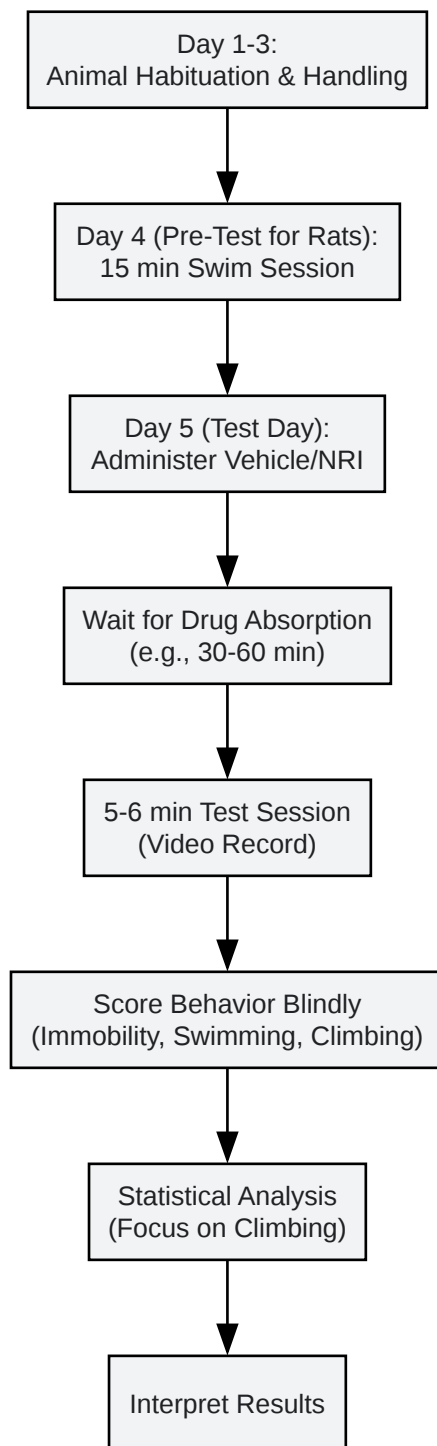 Day 1-3:
Animal Habituation & Handling
Day 4 (Pre-Test for Rats):
15 min Swim Session
Day 5 (Test Day):
Administer Vehicle/NRI
Wait for Drug Absorption
(e.g., 30-60 min)
5-6 min Test Session
(Video Record)
Score Behavior Blindly
(Immobility, Swimming, Climbing)
Statistical Analysis
(Focus on Climbing)
Interpret Results